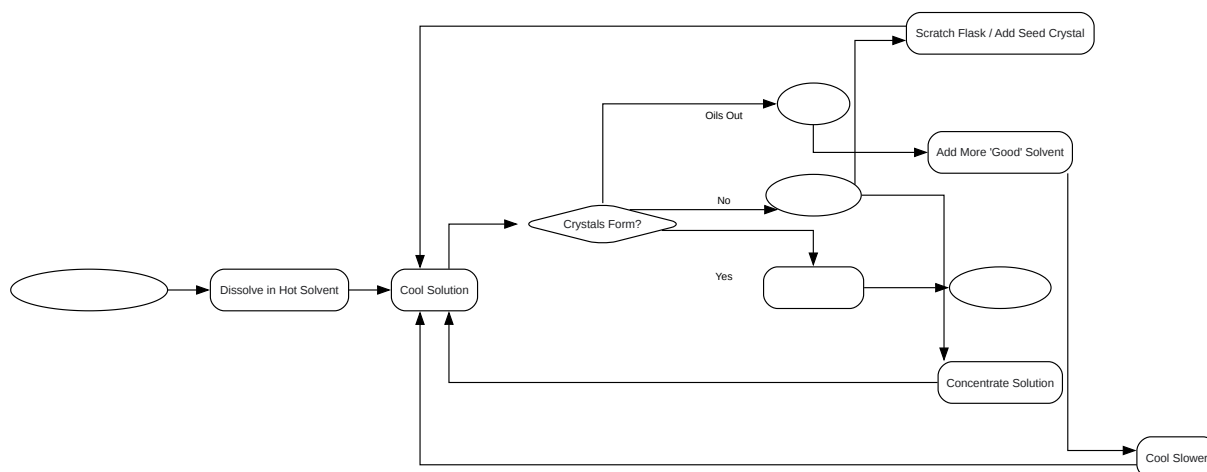 Scratch Flask / Add Seed Crystal
Oils Out
Add More 'Good' Solvent
No
Crystals Form?
Yes
Dissolve in Hot Solvent
Cool Solution
Concentrate Solution
Cool Slower